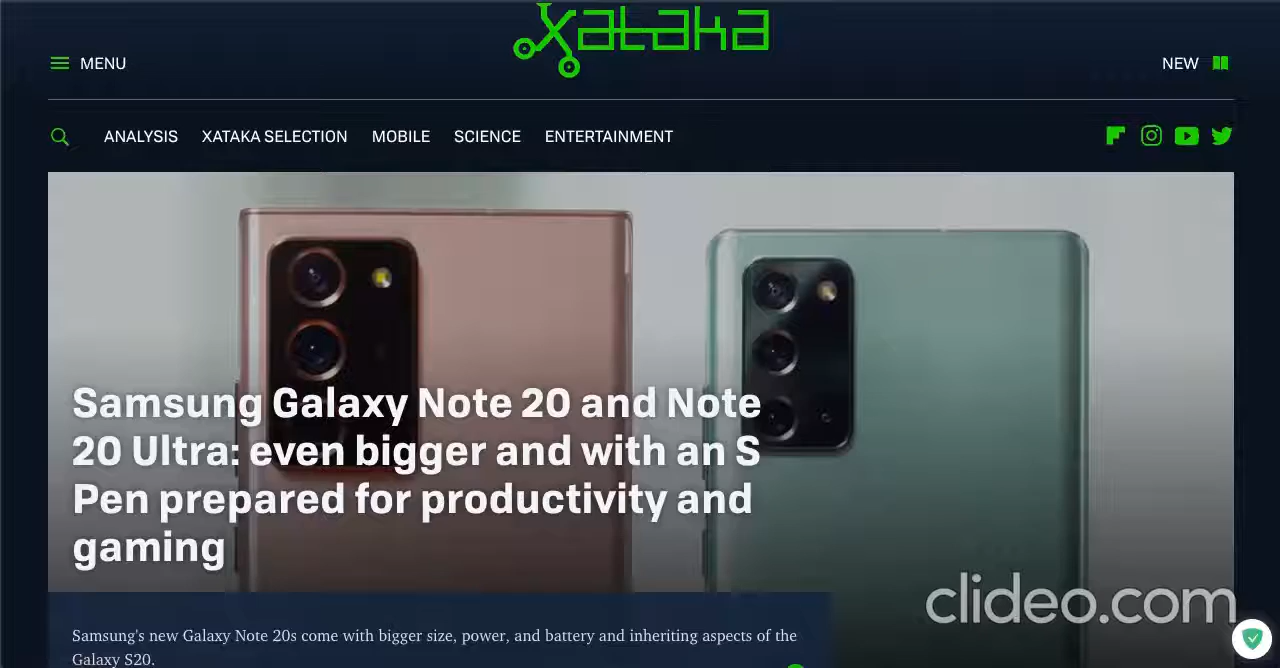 xataka
MENU
NEW
ANALYSIS XATAKA SELECTION MOBILE SCIENCE ENTERTAINMENT
Samsung Galaxy Note 20 and Note
20 Ultra: even bigger and with an S
Pen prepared for productivity and
gaming
clideo.com
Samsung's new Galaxy Note 20s come with bigger size, power, and battery and inheriting aspects of the
Galaxy S20.